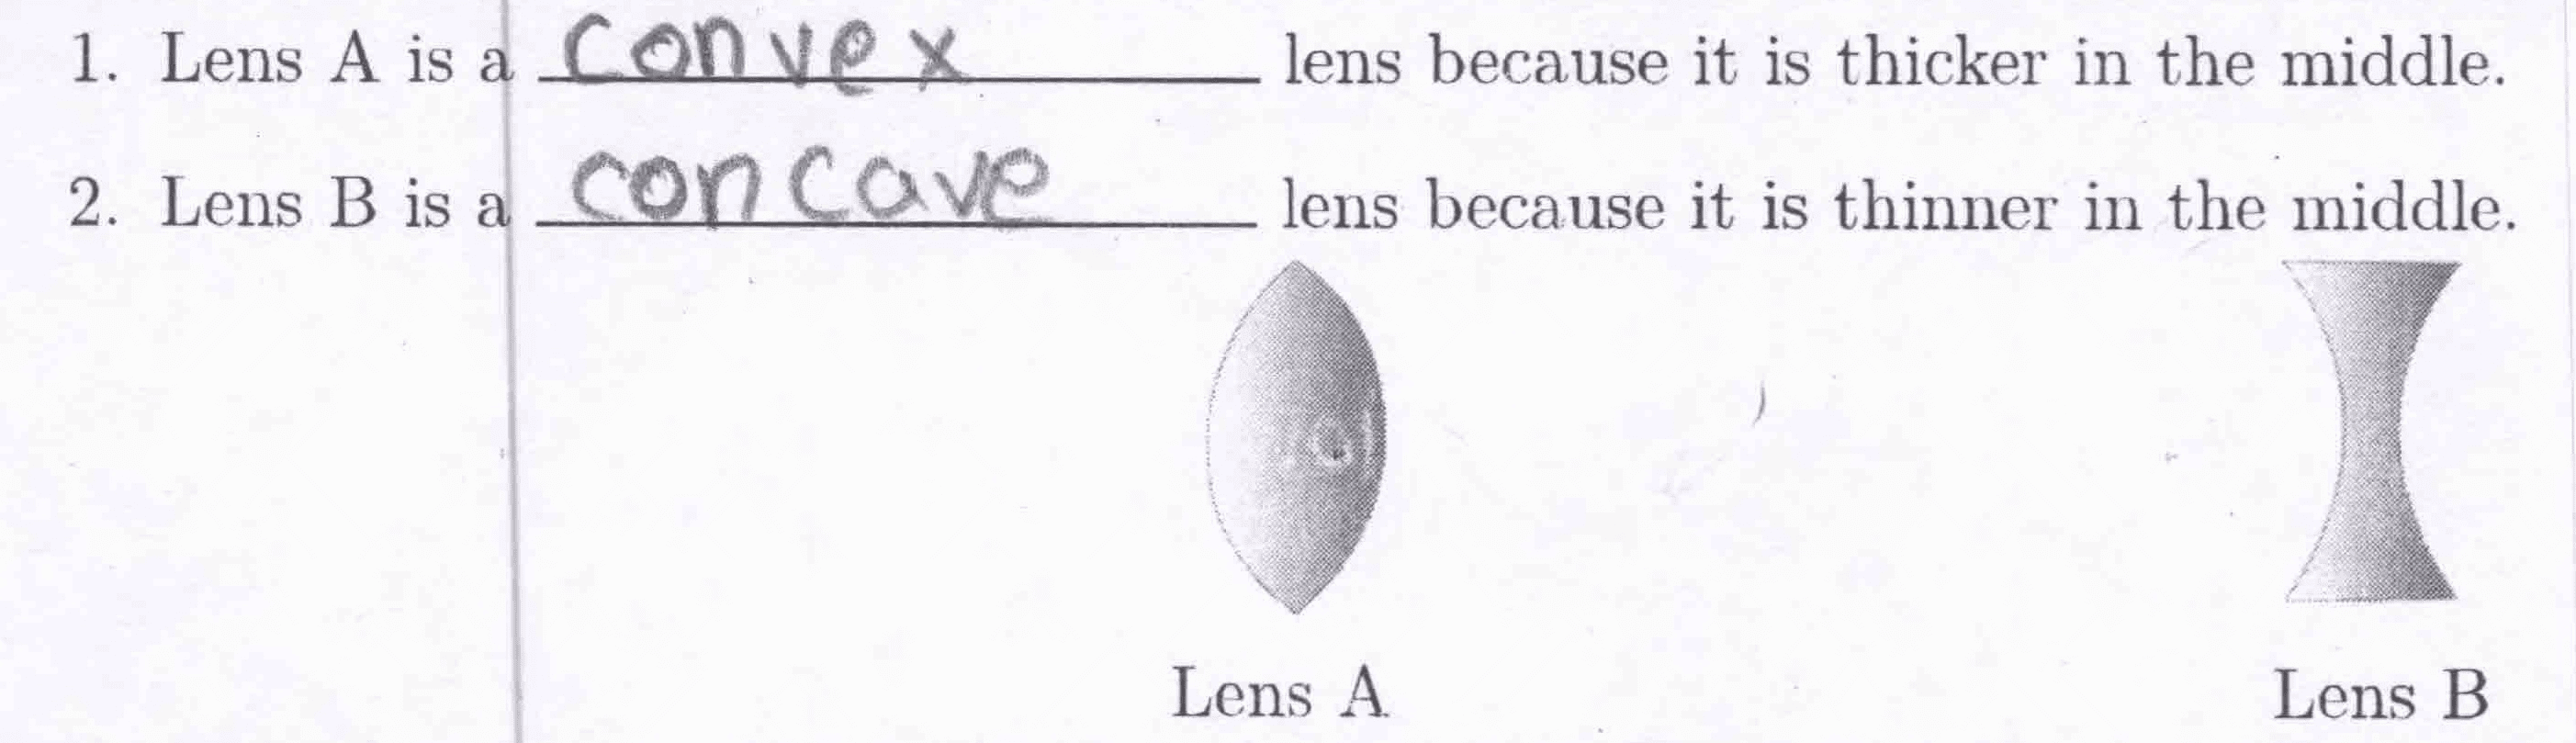 1. Lens A is a convex lens because it is thicker in the middle.
2. Lens B is a concave lens because it is thinner in the middle.
Lens A
Lens B